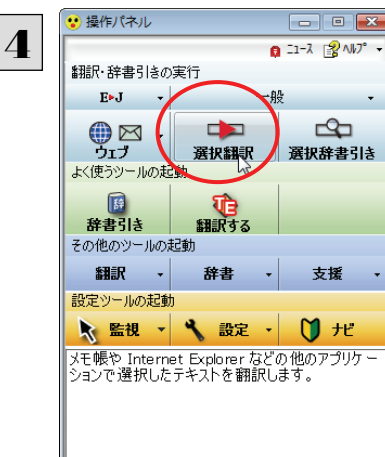 4
操作パネル
ニュース ヘルプ
翻訳・辞書引きの実行
E▸J 一般
ウェブ 選択翻訳 選択辞書引き
よく使うツールの起動
辞書引き 翻訳する
その他のツールの起動
翻訳 辞書 支援
設定ツールの起動
監視 設定 ナビ
メモ帳や Internet Explorer などの他のアプリケー
ションで選択したテキストを翻訳します。